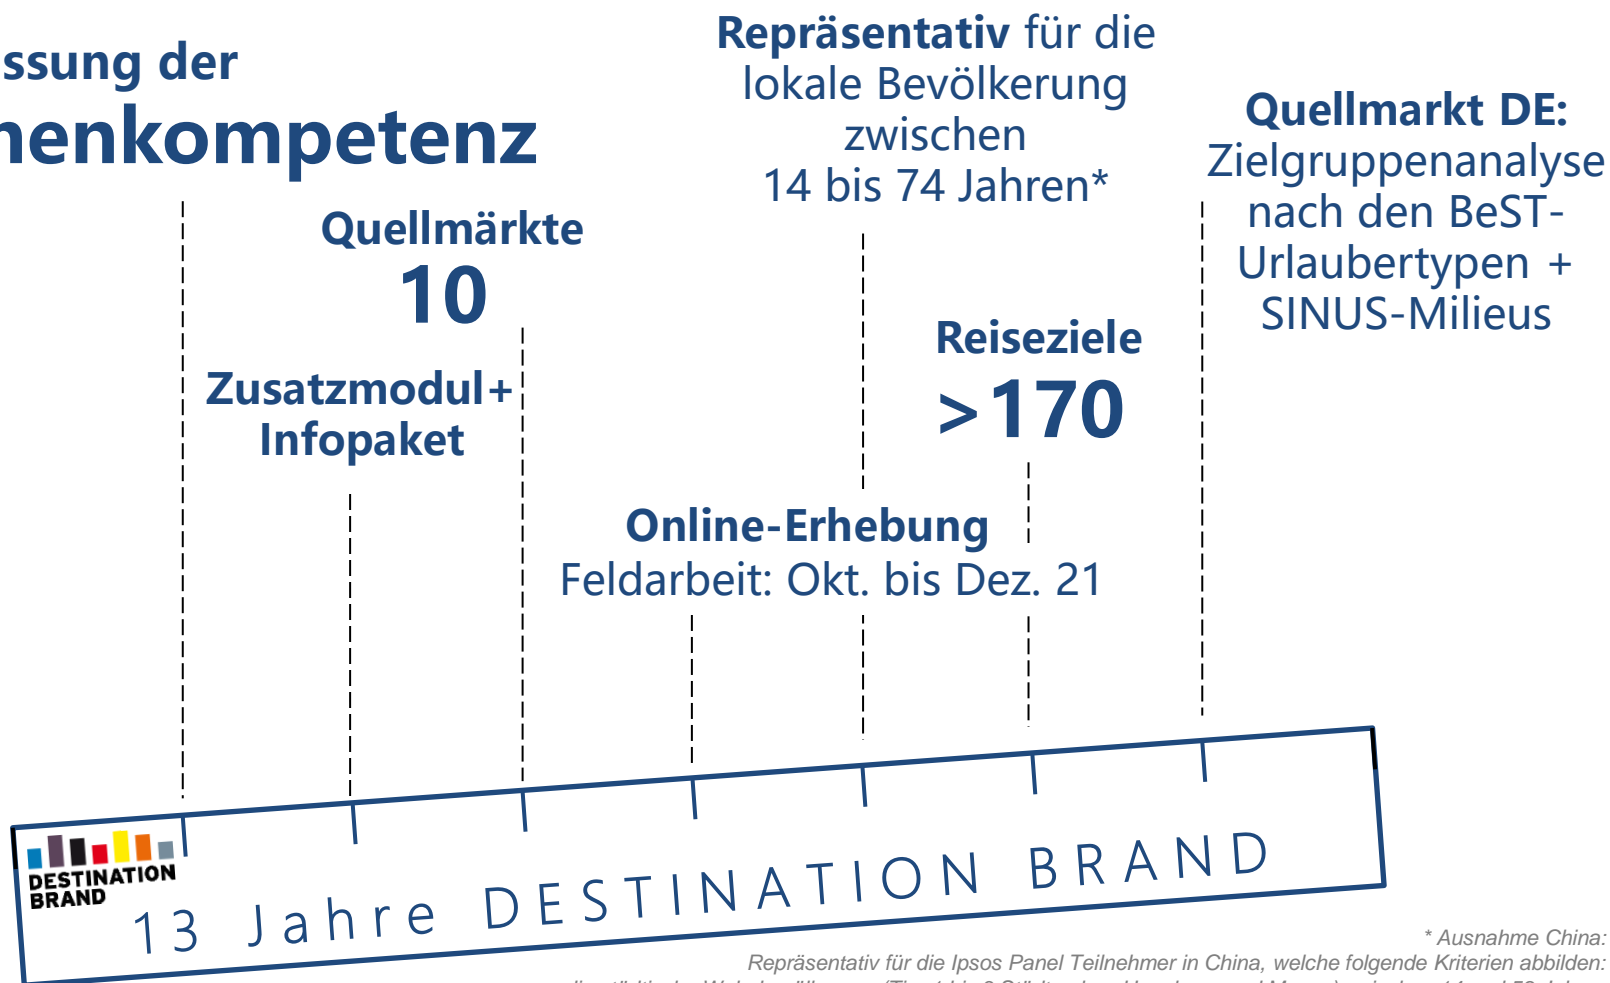 ssung der
enkompetenz
Quellmärkte
10
Zusatzmodul+
Infopaket
Repräsentativ für die
lokale Bevölkerung
zwischen
14 bis 74 Jahren*
Reiseziele
>170
Online-Erhebung
Feldarbeit: Okt. bis Dez. 21
Quellmarkt DE:
Zielgruppenanalyse
nach den BeST-
Urlaubertypen +
SINUS-Milieus
DESTINATION
BRAND
13 Jahre DESTINATION BRAND
* Ausnahme China:
Repräsentativ für die Ipsos Panel Teilnehmer in China, welche folgende Kriterien abbilden: